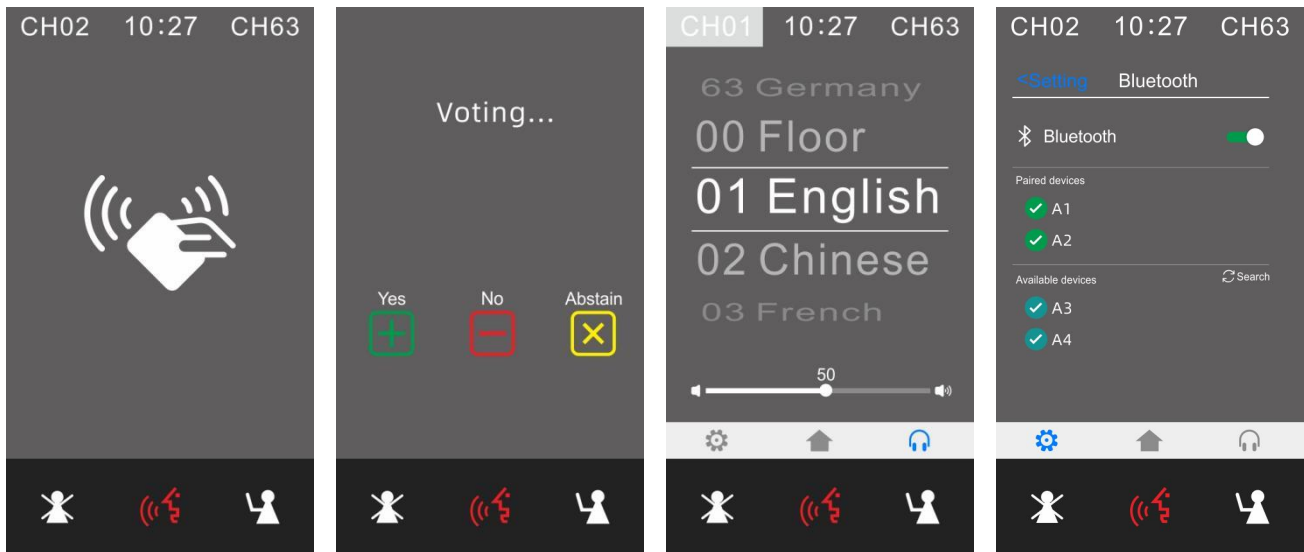 CH02 10:27 CH63
Voting...
Yes No Abstain
CH01 10:27 CH63
63 Germany
00 Floor
01 English
02 Chinese
03 French
50
CH02 10:27 CH63
<Setting Bluetooth
Bluetooth
Paired devices
A1
A2
Available devices Search
A3
A4